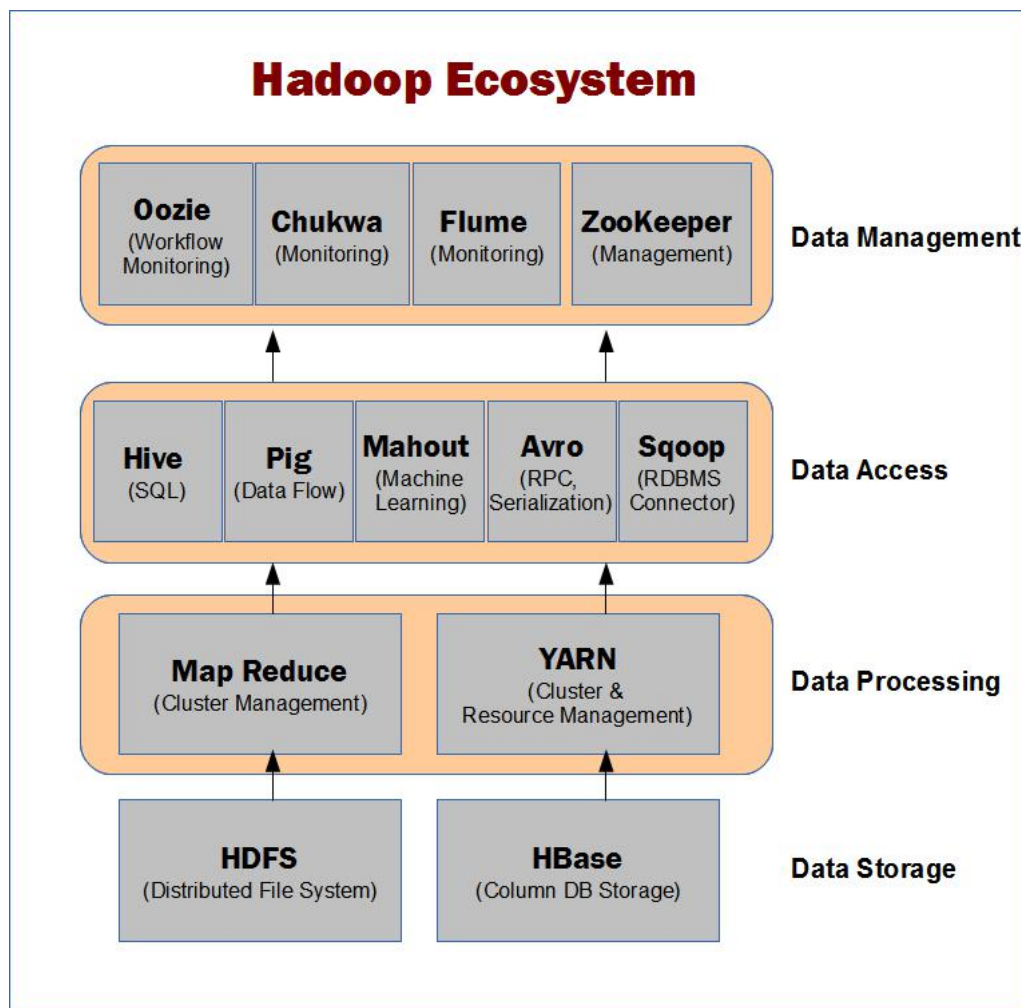 Hadoop Ecosystem
Oozie
(Workflow
Monitoring)
Chukwa
(Monitoring)
Flume
(Monitoring)
ZooKeeper
(Management)
Data Management
Hive
(SQL)
Pig
(Data Flow)
Mahout
(Machine
Learning)
Avro
(RPC,
Serialization)
Sqoop
(RDBMS
Connector)
Data Access
Map Reduce
(Cluster Management)
YARN
(Cluster &
Resource Management)
Data Processing
HDFS
(Distributed File System)
HBase
(Column DB Storage)
Data Storage